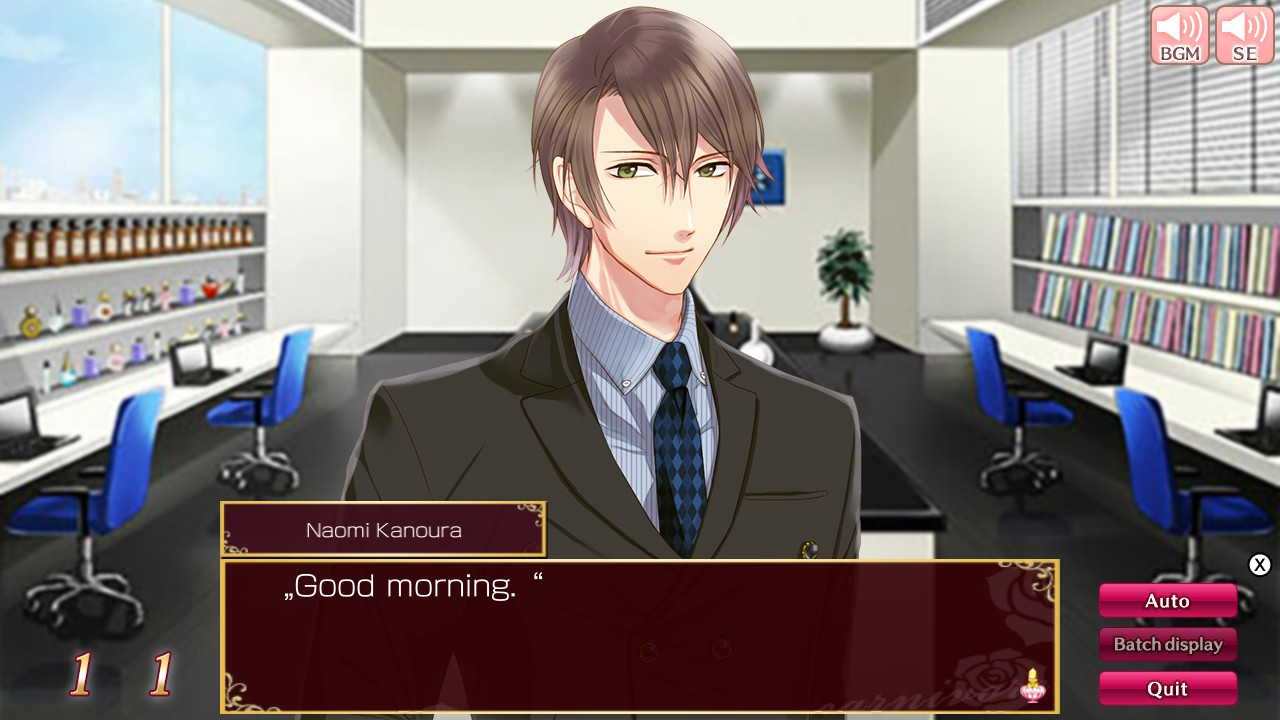 BGM
SE
Naomi Kanoura
„Good morning. “
Auto
1 1
Batch display
Quit
X